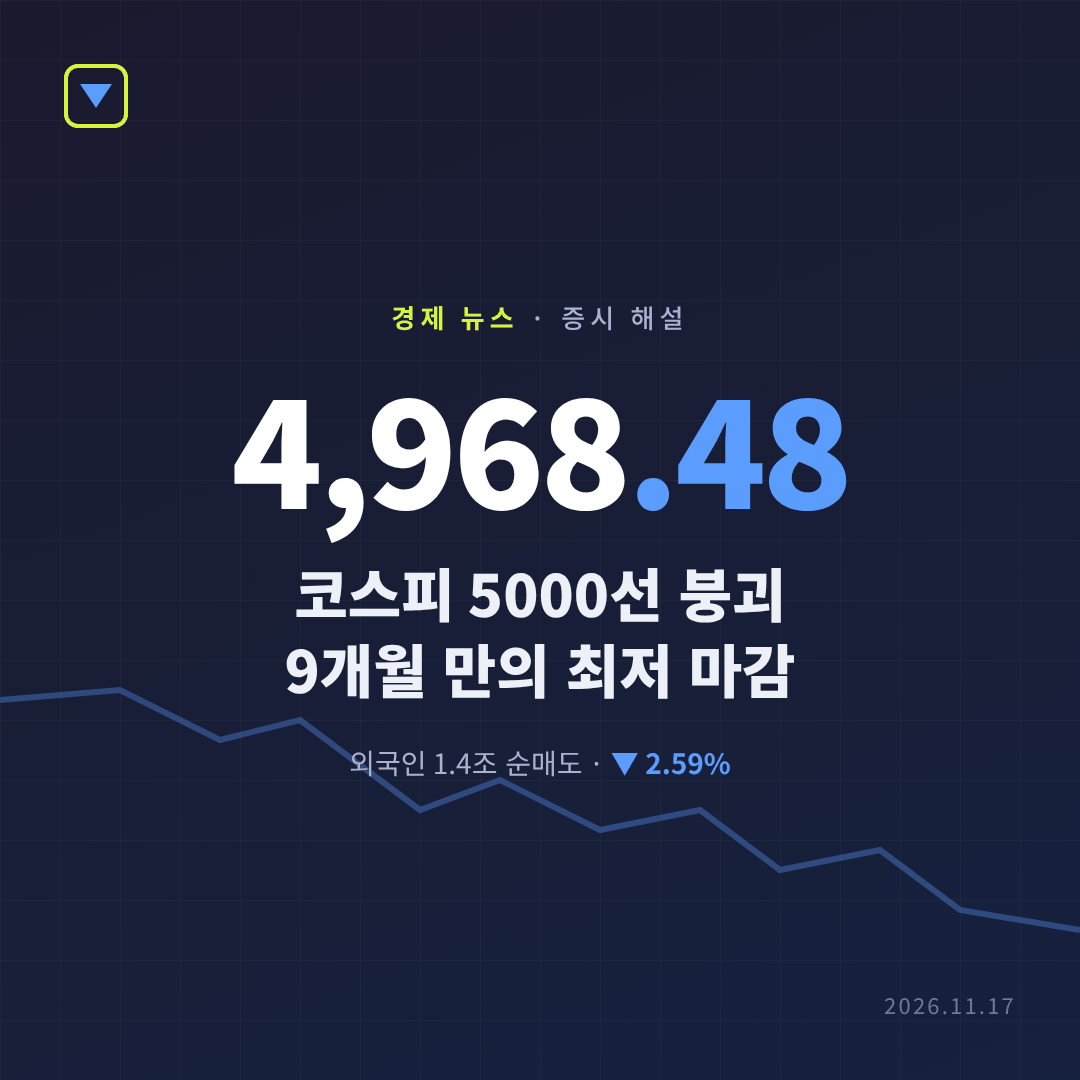 경제 뉴스 · 증시 해설
4,968.48
코스피 5000선 붕괴
9개월 만의 최저 마감
외국인 1.4조 순매도 · ▼ 2.59%
2026.11.17